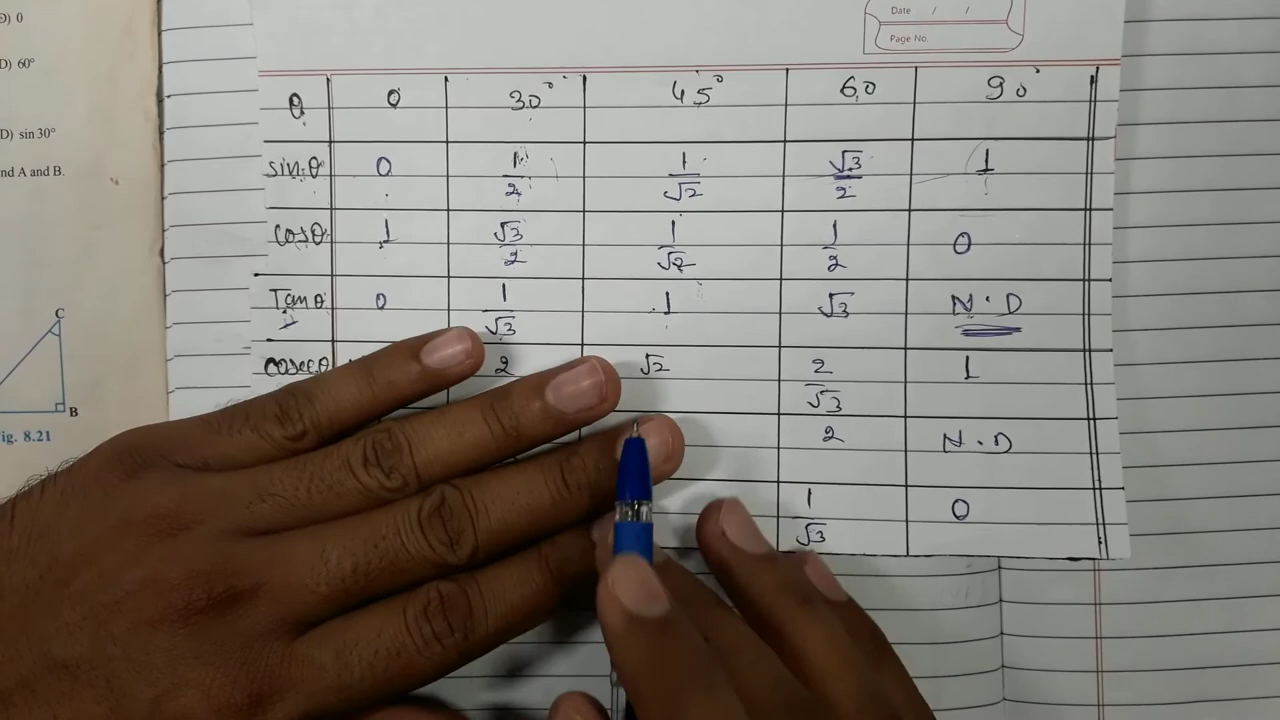 D) 0
D) 60°
D) sin 30°
nd A and B.
C
B
ig. 8.21
Date / /
Page No.
θ 0 30° 45° 60 90°
sinθ 0 1/2 1/√2 √3/2 1
cosθ 1 √3/2 1/√2 1/2 0
Tanθ 0 1/√3 1 √3 N.D
cosecθ 2 √2 2/√3 1
2 N.D
1/√3 0